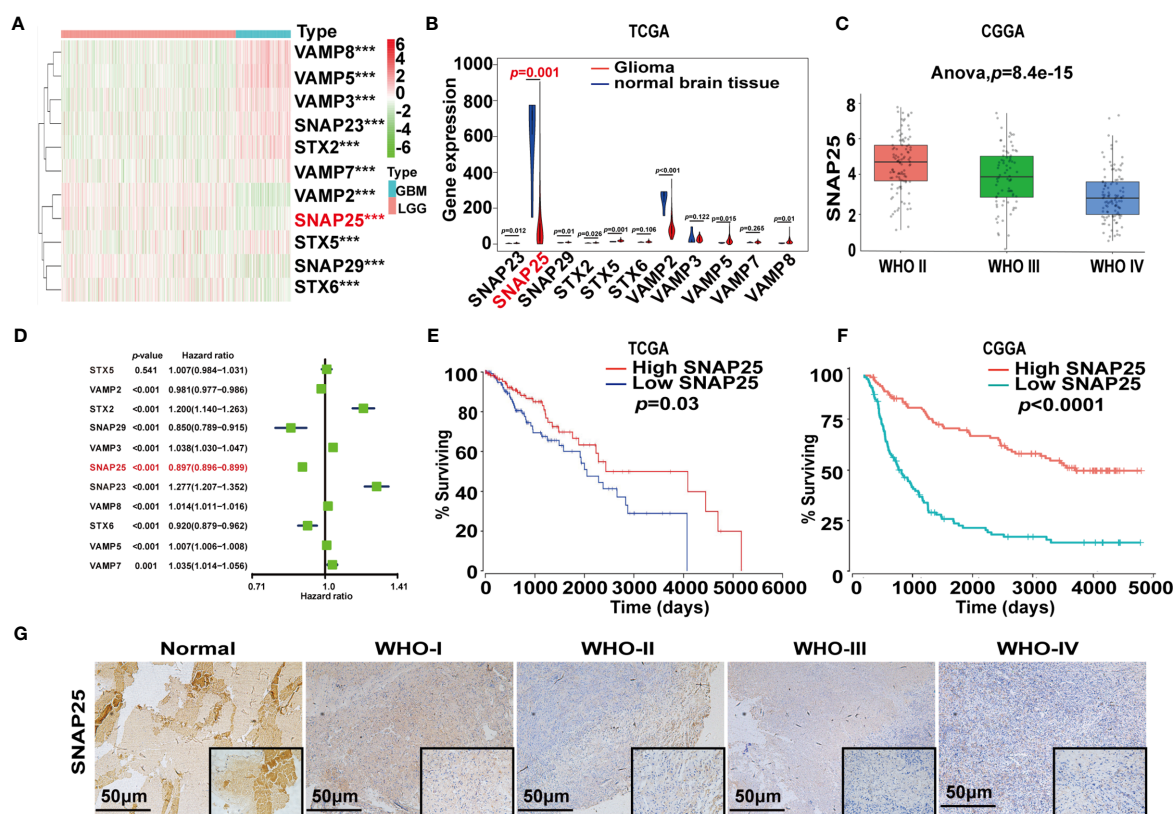 A
Type
VAMP8***
VAMP5***
VAMP3***
SNAP23***
STX2***
VAMP7***
VAMP2***
SNAP25***
STX5***
SNAP29***
STX6***
6
4
2
0
-2
-4
-6
Type
GBM
LGG
B
TCGA
p=0.001
Glioma
normal brain tissue
Gene expression
1000
800
600
400
200
0
p=0.012
p=0.01
p=0.026
p=0.001
p=0.106
p<0.001
p=0.122
p=0.015
p=0.265
p=0.01
SNAP23
SNAP25
SNAP29
STX2
STX5
STX6
VAMP2
VAMP3
VAMP5
VAMP7
VAMP8
C
CGGA
Anova,p=8.4e-15
SNAP25
8
6
4
2
0
WHO II
WHO III
WHO IV
D
p-value Hazard ratio
STX5 0.541 1.007(0.984−1.031)
VAMP2 <0.001 0.981(0.977−0.986)
STX2 <0.001 1.200(1.140−1.263)
SNAP29 <0.001 0.850(0.789−0.915)
VAMP3 <0.001 1.038(1.030−1.047)
SNAP25 <0.001 0.897(0.896−0.899)
SNAP23 <0.001 1.277(1.207−1.352)
VAMP8 <0.001 1.014(1.011−1.016)
STX6 <0.001 0.920(0.879−0.962)
VAMP5 <0.001 1.007(1.006−1.008)
VAMP7 0.001 1.035(1.014−1.056)
0.71 1.0 1.41
Hazard ratio
E
TCGA
High SNAP25
Low SNAP25
p=0.03
% Surviving
100
80
60
40
20
0
0 1000 2000 3000 4000 5000 6000
Time (days)
F
CGGA
High SNAP25
Low SNAP25
p<0.0001
% Surviving
100
75
50
25
0
0 1000 2000 3000 4000 5000
Time (days)
G
Normal WHO-I WHO-II WHO-III WHO-IV
SNAP25
50μm 50μm 50μm 50μm 50μm